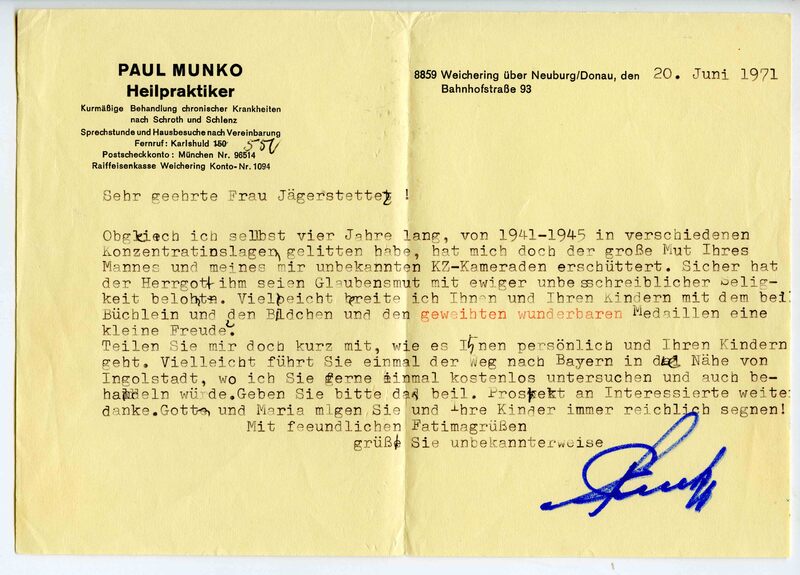 PAUL MUNKO
Heilpraktiker
Kurmäßige Behandlung chronischer Krankheiten
nach Schroth und Schlenz
Sprechstunde und Hausbesuche nach Vereinbarung
Fernruf: Karlshuld 150 550
Postscheckkonto: München Nr. 96514
Raiffeisenkasse Weichering Konto-Nr. 1094
8859 Weichering über Neuburg/Donau, den 20. Juni 1971
Bahnhofstraße 93
Sehr geehrte Frau Jägerstetter !
Obgleich ich selbst vier Jahre lang, von 1941-1945 in verschiedenen
Konzentratinslagern gelitten habe, hat mich doch der große Mut Ihres
Mannes und meines mir unbekannten KZ-Kameraden erschüttert. Sicher hat
der Herrgott ihm seien Glaubensmut mit ewiger unbeschreiblicher Selig-
keit belohtn. Vielleicht bereite ich Ihnen und Ihren Kindern mit dem beil
Büchlein und den Bildchen und den geweihten wunderbaren Medaillen eine
kleine Freude.
Teilen Sie mir doch kurz mit, wie es Ihnen persönlich und Ihren Kindern
geht. Vielleicht führt Sie einmal der Weg nach Bayern in die Nähe von
Ingolstadt, wo ich Sie gerne einmal kostenlos untersuchen und auch be-
handeln würde.Geben Sie bitte das beil. Prospekt an Interessierte weite
danke.Gott, und Maria mlgen Sie und Ihre Kinder immer reichlich segnen!
Mit feeundlichen Fatimagrüßen
grüßt Sie unbekannterweise